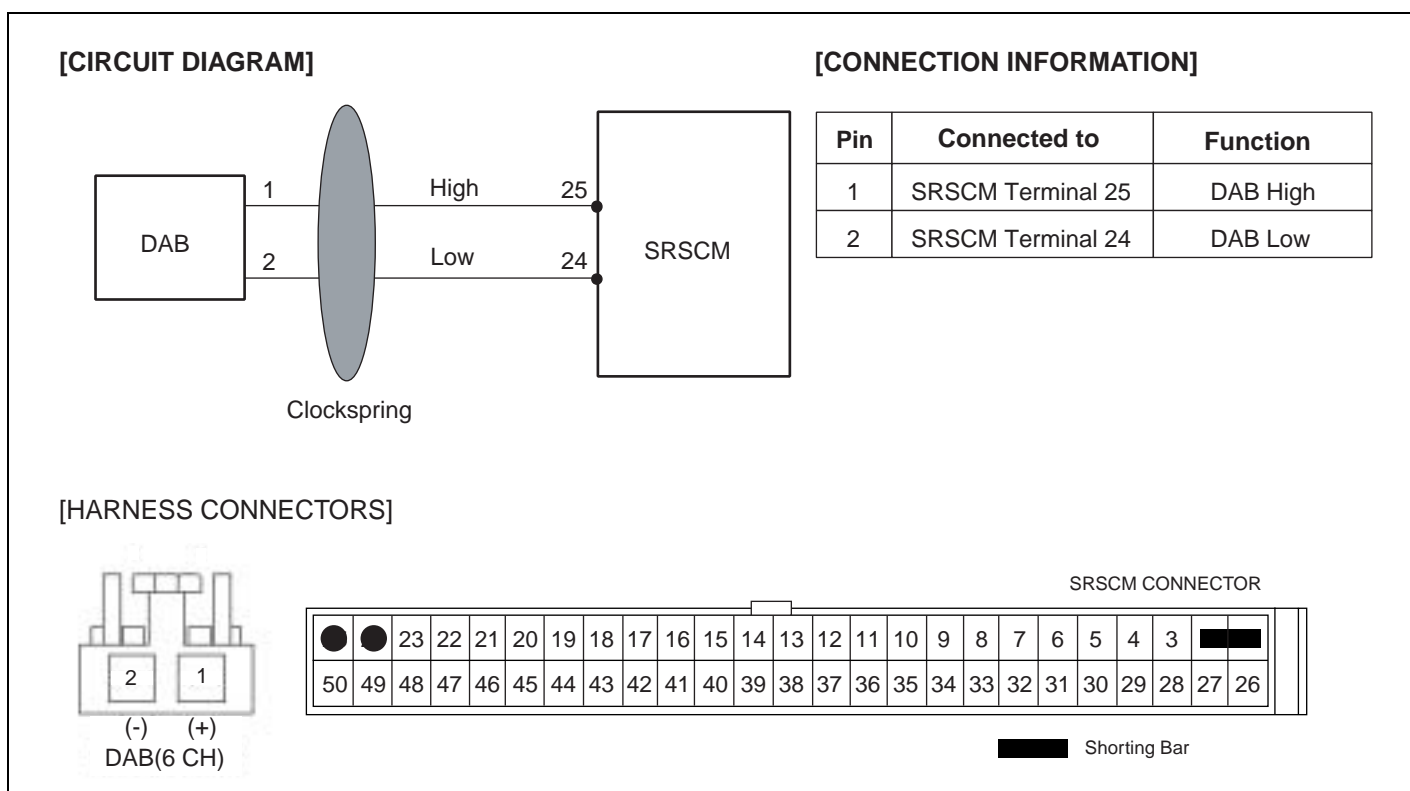 [CIRCUIT DIAGRAM]
DAB
1
2
High
Low
25
24
SRSCM
Clockspring
[CONNECTION INFORMATION]
Pin Connected to Function
1 SRSCM Terminal 25 DAB High
2 SRSCM Terminal 24 DAB Low
[HARNESS CONNECTORS]
2 1
(-) (+)
DAB(6 CH)
SRSCM CONNECTOR
23 22 21 20 19 18 17 16 15 14 13 12 11 10 9 8 7 6 5 4 3
50 49 48 47 46 45 44 43 42 41 40 39 38 37 36 35 34 33 32 31 30 29 28 27 26
Shorting Bar